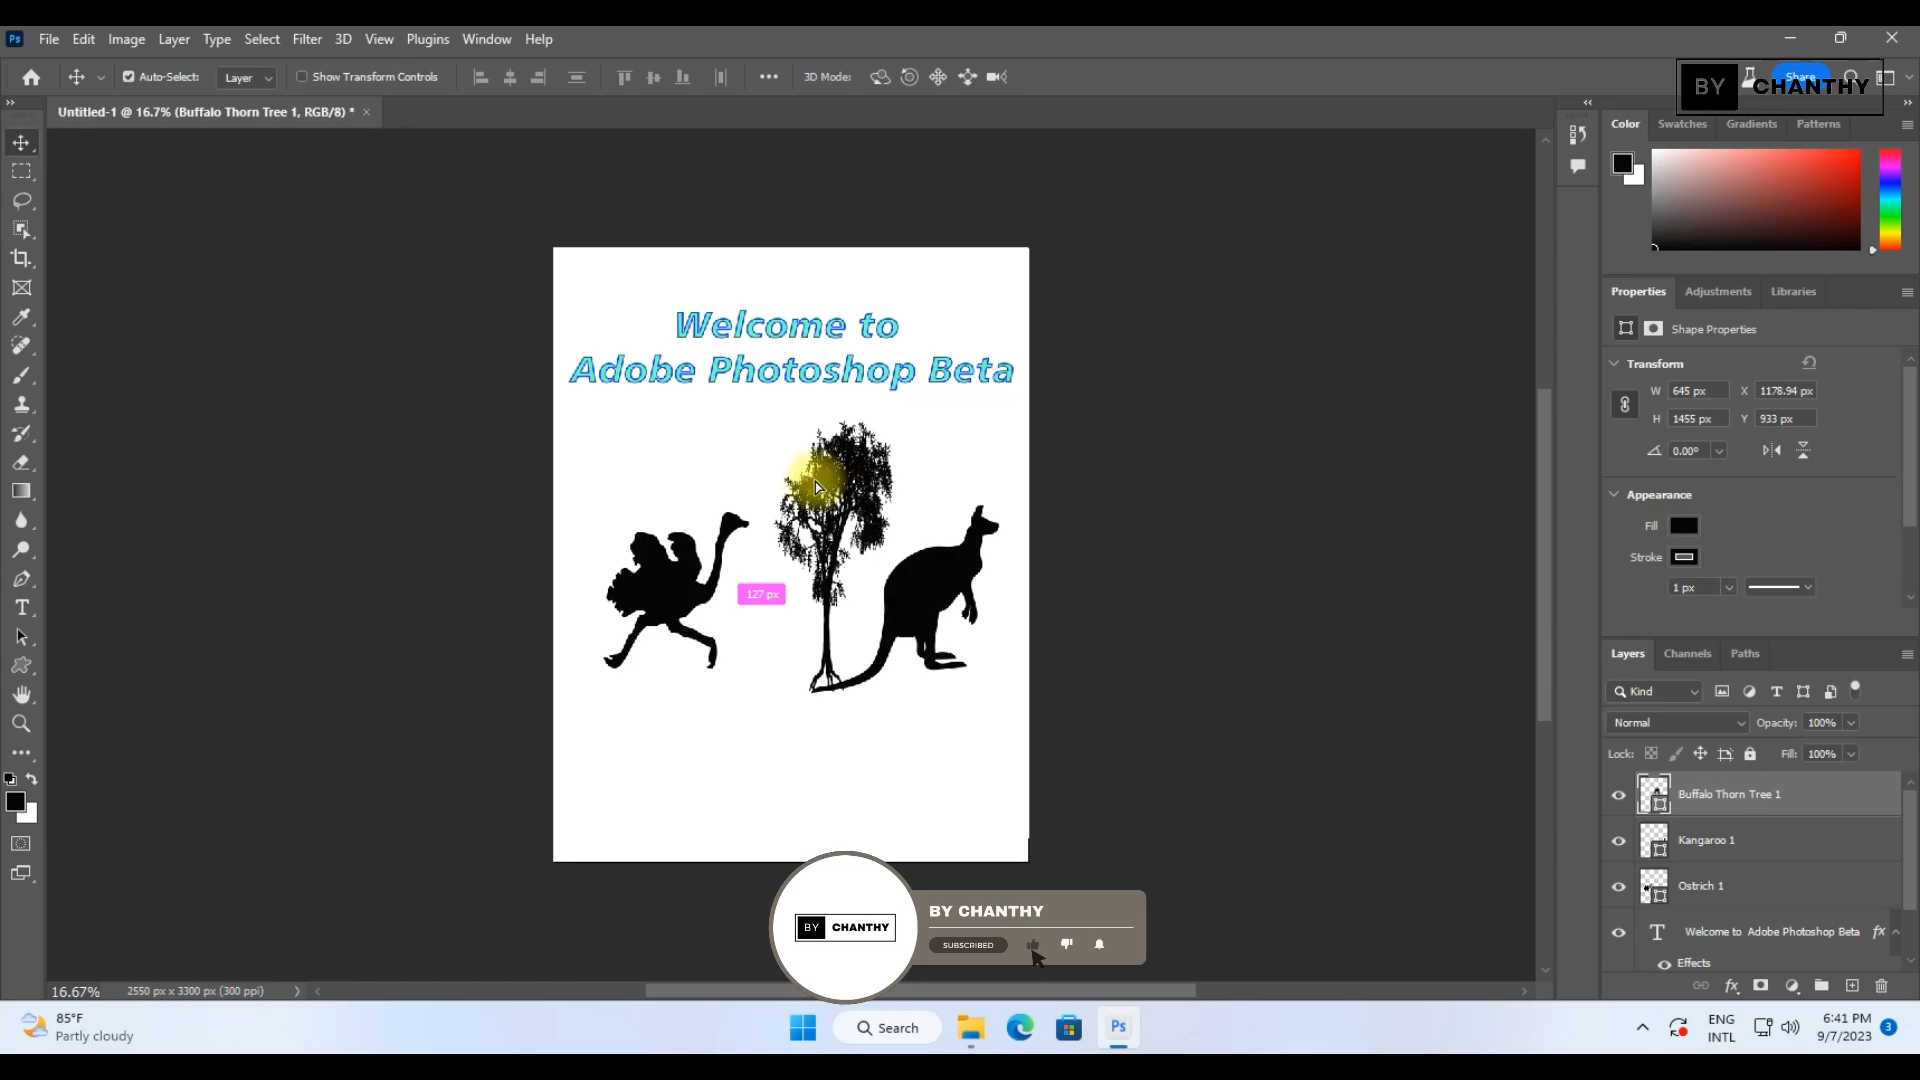 Ps File Edit Image Layer Type Select Filter 3D View Plugins Window Help
Auto-Select: Layer Show Transform Controls 3D Mode: Share
BY CHANTHY
Untitled-1 @ 16.7% (Buffalo Thorn Tree 1, RGB/8) *
Color Swatches Gradients Patterns
Welcome to
Adobe Photoshop Beta
127 px
Properties Adjustments Libraries
Shape Properties
Transform
W 645 px X 1178.94 px
H 1455 px Y 933 px
0.00°
Appearance
Fill
Stroke
1 px
Layers Channels Paths
Kind
Normal Opacity: 100%
Lock: Fill: 100%
Buffalo Thorn Tree 1
Kangaroo 1
Ostrich 1
Welcome to Adobe Photoshop Beta fx
Effects
fx
BY CHANTHY
BY CHANTHY
SUBSCRIBED
16.67% 2550 px x 3300 px (300 ppi)
85°F
Partly cloudy
Search
Ps
ENG
INTL
6:41 PM
9/7/2023
3